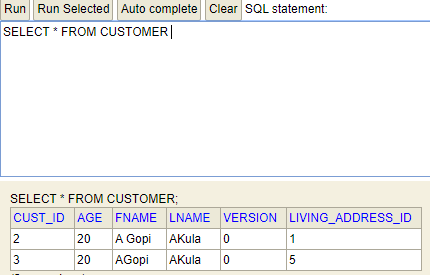 Run Run Selected Auto complete Clear SQL statement:
SELECT * FROM CUSTOMER
SELECT * FROM CUSTOMER;
CUST_ID AGE FNAME LNAME VERSION LIVING_ADDRESS_ID
2 20 A Gopi AKula 0 1
3 20 AGopi AKula 0 5